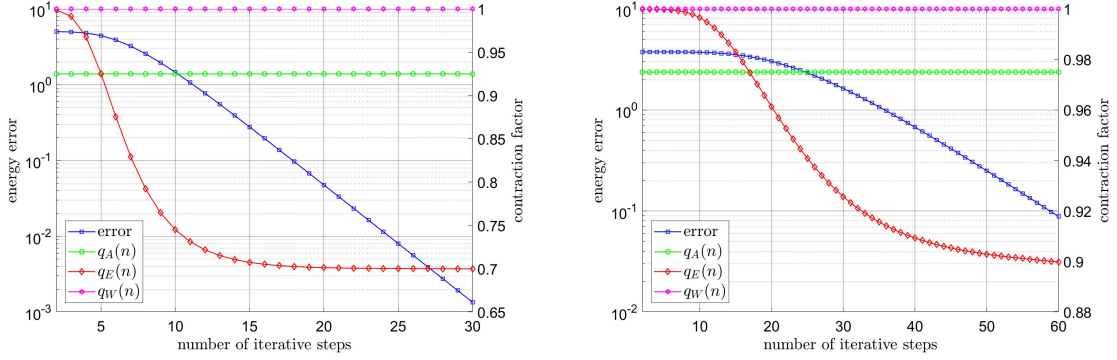 10^1
10^0
10^-1
10^-2
10^-3
energy error
1
0.95
0.9
0.85
0.8
0.75
0.7
0.65
contraction factor
5
10
15
20
25
30
number of iterative steps
error
q_A(n)
q_E(n)
q_W(n)
10^1
10^0
10^-1
10^-2
energy error
1
0.98
0.96
0.94
0.92
0.9
0.88
contraction factor
10
20
30
40
50
60
number of iterative steps
error
q_A(n)
q_E(n)
q_W(n)